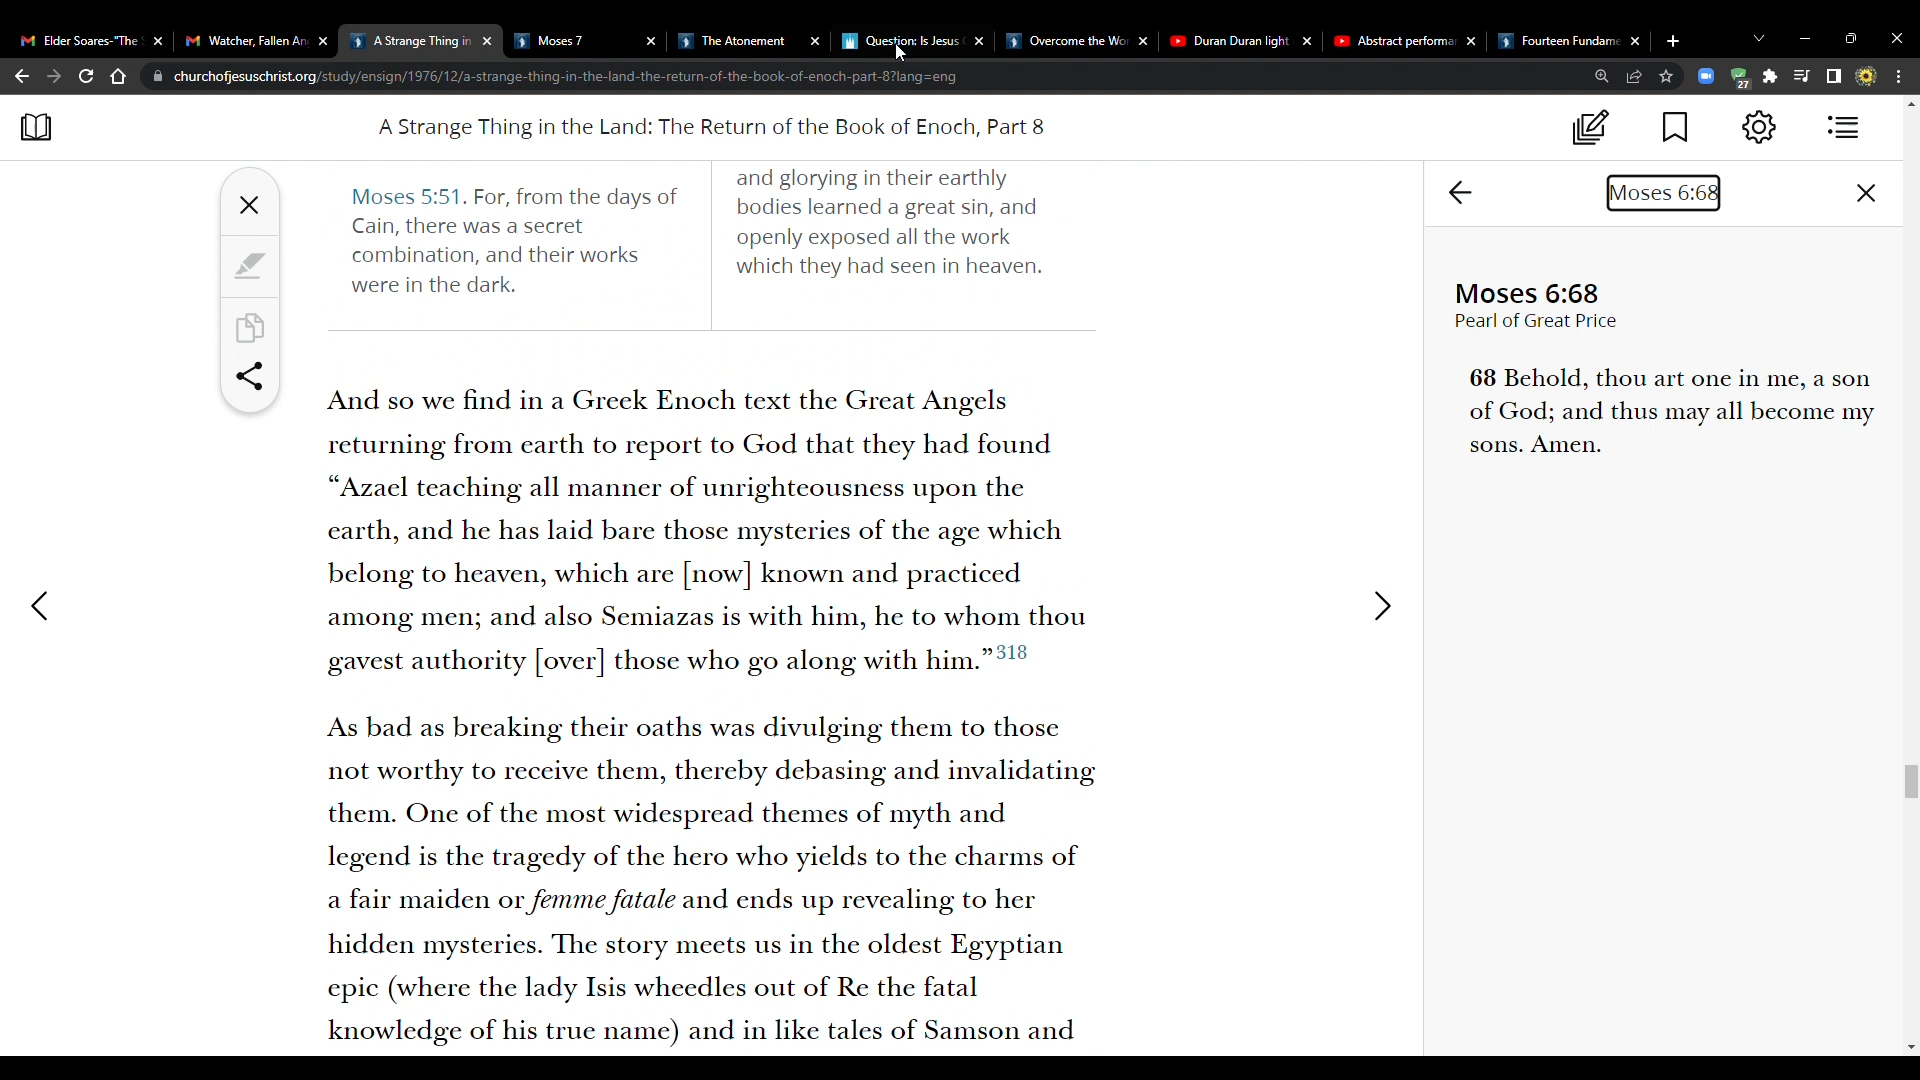 Elder Soares-"The S
Watcher, Fallen An
A Strange Thing in
Moses 7
The Atonement
Question: Is Jesus
Overcome the Wor
Duran Duran light
Abstract performa
Fourteen Fundame
churchofjesuschrist.org/study/ensign/1976/12/a-strange-thing-in-the-land-the-return-of-the-book-of-enoch-part-8?lang=eng
27
A Strange Thing in the Land: The Return of the Book of Enoch, Part 8
Moses 5:51. For, from the days of
Cain, there was a secret
combination, and their works
were in the dark.
and glorying in their earthly
bodies learned a great sin, and
openly exposed all the work
which they had seen in heaven.
And so we find in a Greek Enoch text the Great Angels
returning from earth to report to God that they had found
“Azael teaching all manner of unrighteousness upon the
earth, and he has laid bare those mysteries of the age which
belong to heaven, which are [now] known and practiced
among men; and also Semiazas is with him, he to whom thou
gavest authority [over] those who go along with him.”318
As bad as breaking their oaths was divulging them to those
not worthy to receive them, thereby debasing and invalidating
them. One of the most widespread themes of myth and
legend is the tragedy of the hero who yields to the charms of
a fair maiden or femme fatale and ends up revealing to her
hidden mysteries. The story meets us in the oldest Egyptian
epic (where the lady Isis wheedles out of Re the fatal
knowledge of his true name) and in like tales of Samson and
Moses 6:68
Moses 6:68
Pearl of Great Price
68 Behold, thou art one in me, a son
of God; and thus may all become my
sons. Amen.